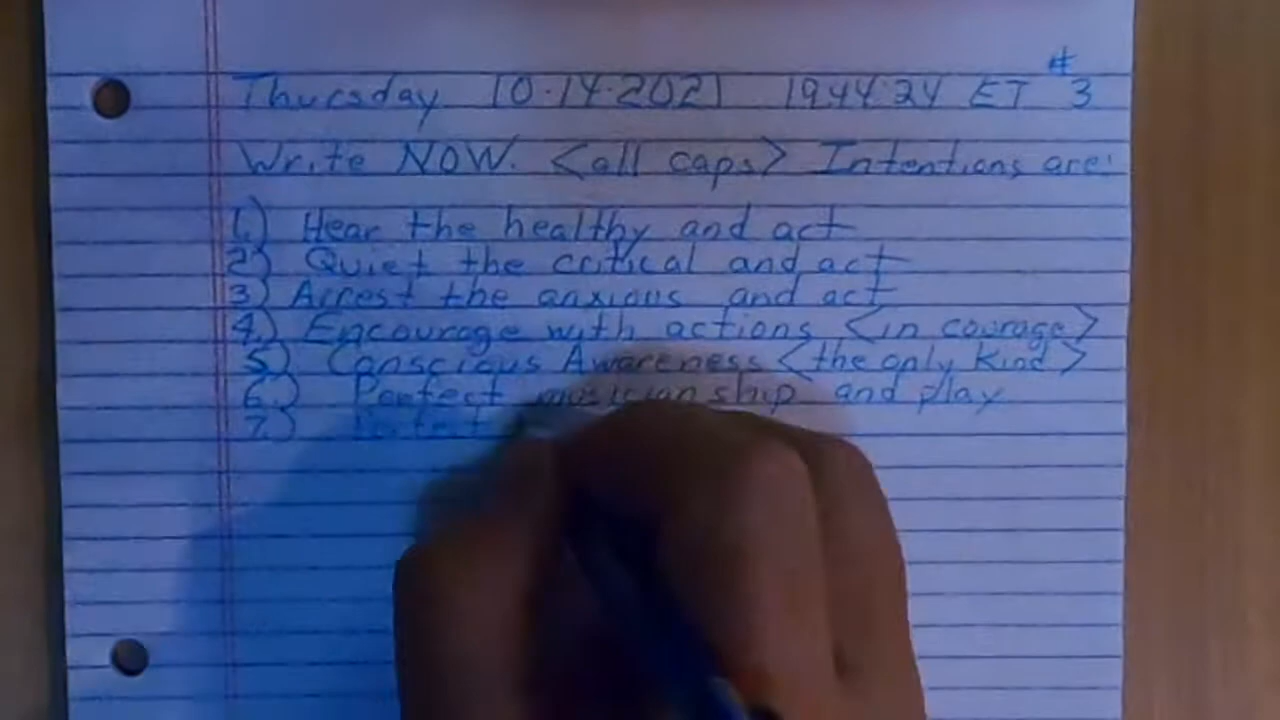 #
Thursday 10.14.2021 19:44:24 ET 3
Write NOW. <all caps> Intentions are:
1.) Hear the healthy and act
2.) Quiet the critical and act
3.) Arrest the anxious and act
4.) Encourage with actions <in courage>
5.) Conscious Awareness <the only kind>
6.) Perfect musicianship and play
7.)